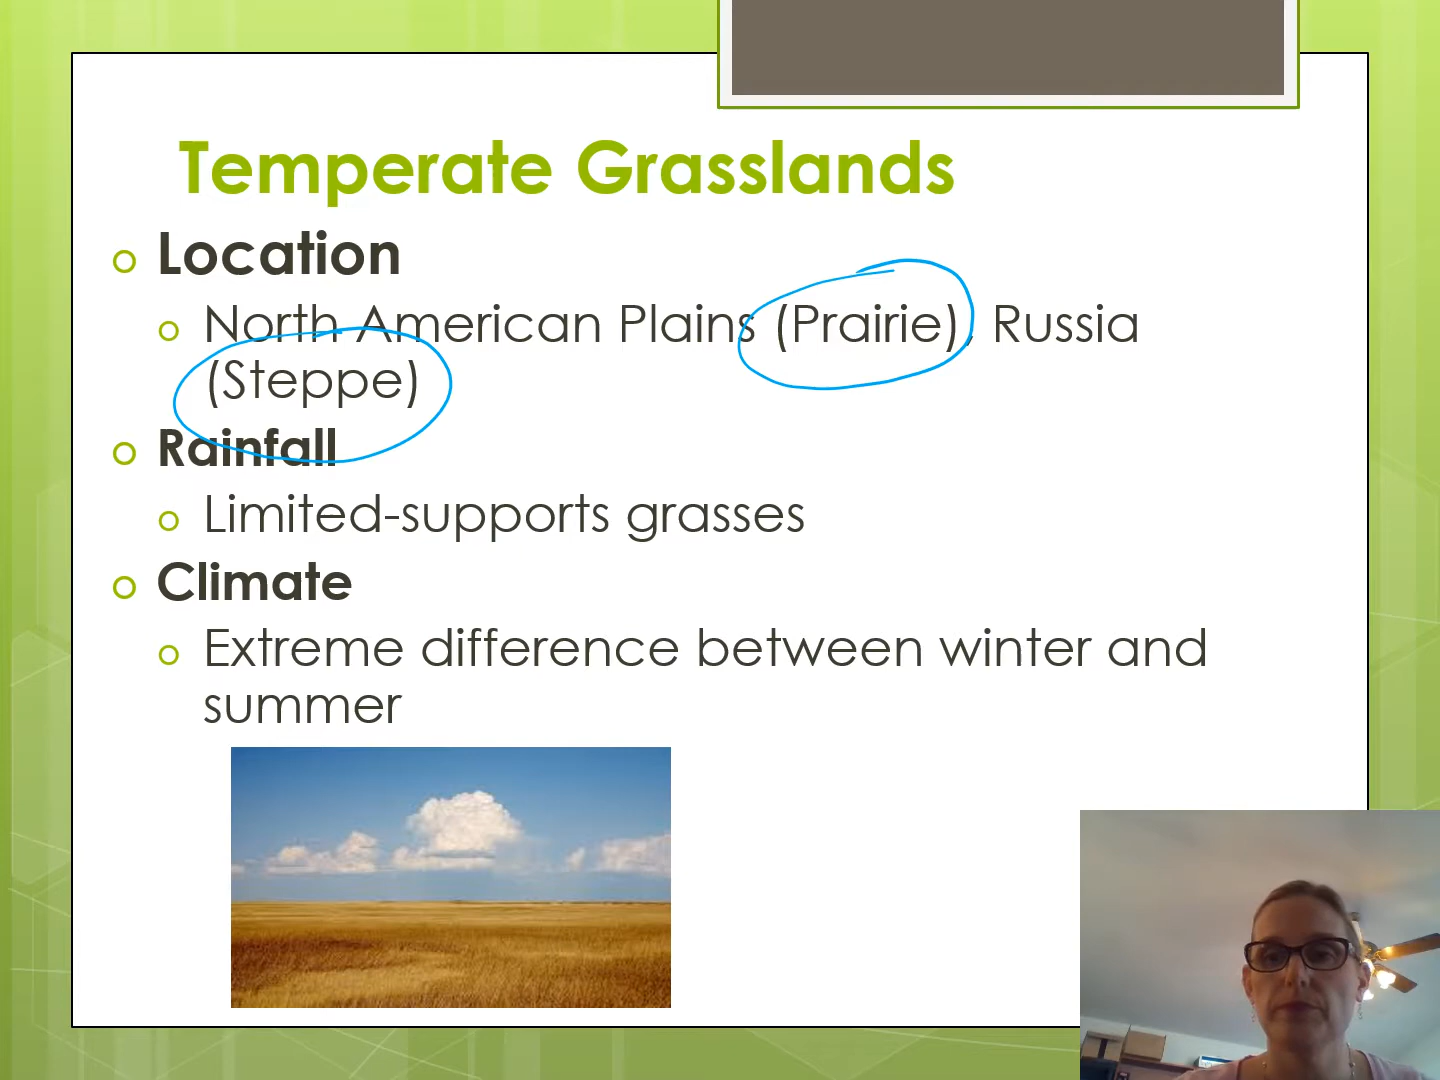 Temperate Grasslands
Location
North American Plains (Prairie), Russia
(Steppe)
Rainfall
Limited-supports grasses
Climate
Extreme difference between winter and
summer